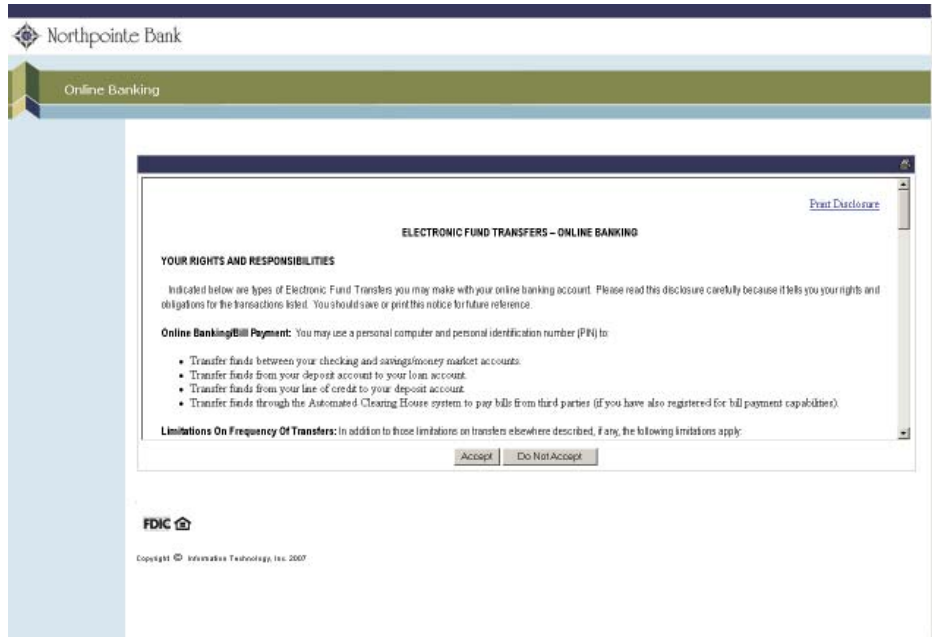 Northpointe Bank
Online Banking
Print Disclosure
ELECTRONIC FUND TRANSFERS – ONLINE BANKING
YOUR RIGHTS AND RESPONSIBILITIES
Indicated below are types of Electronic Fund Transfers you may make with your online banking account. Please read this disclosure carefully because it tells you your rights and
obligations for the transactions listed. You should save or print this notice for future reference.
Online Banking/Bill Payment: You may use a personal computer and personal identification number (PIN) to:
• Transfer funds between your checking and savings/money market accounts.
• Transfer funds from your deposit account to your loan account.
• Transfer funds from your line of credit to your deposit account.
• Transfer funds through the Automated Clearing House system to pay bills from third parties (if you have also registered for bill payment capabilities).
Limitations On Frequency Of Transfers: In addition to those limitations on transfers elsewhere described, if any, the following limitations apply:
Accept Do Not Accept
FDIC
Copyright © Information Technology, Inc. 2007